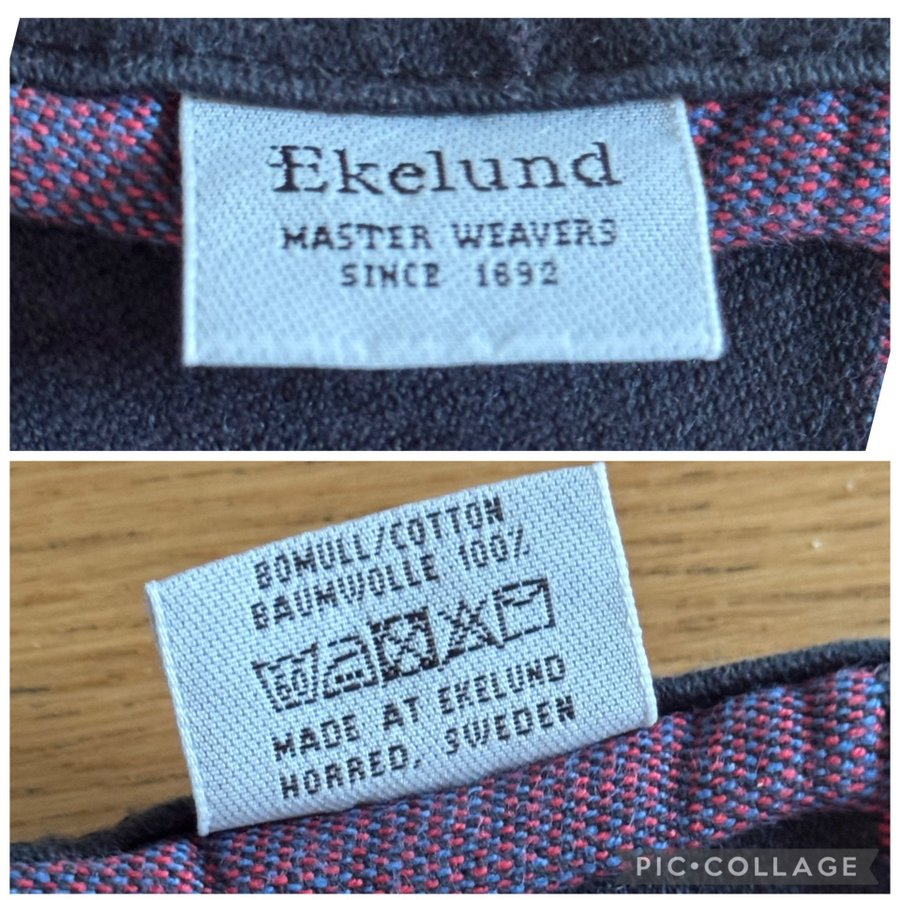 Ekelund
MASTER WEAVERS
SINCE 1692
BOMULL/COTTON
BAUMWOLLE 100%
60
MADE AT EKELUND
HORRED, SWEDEN
PIC•COLLAGE